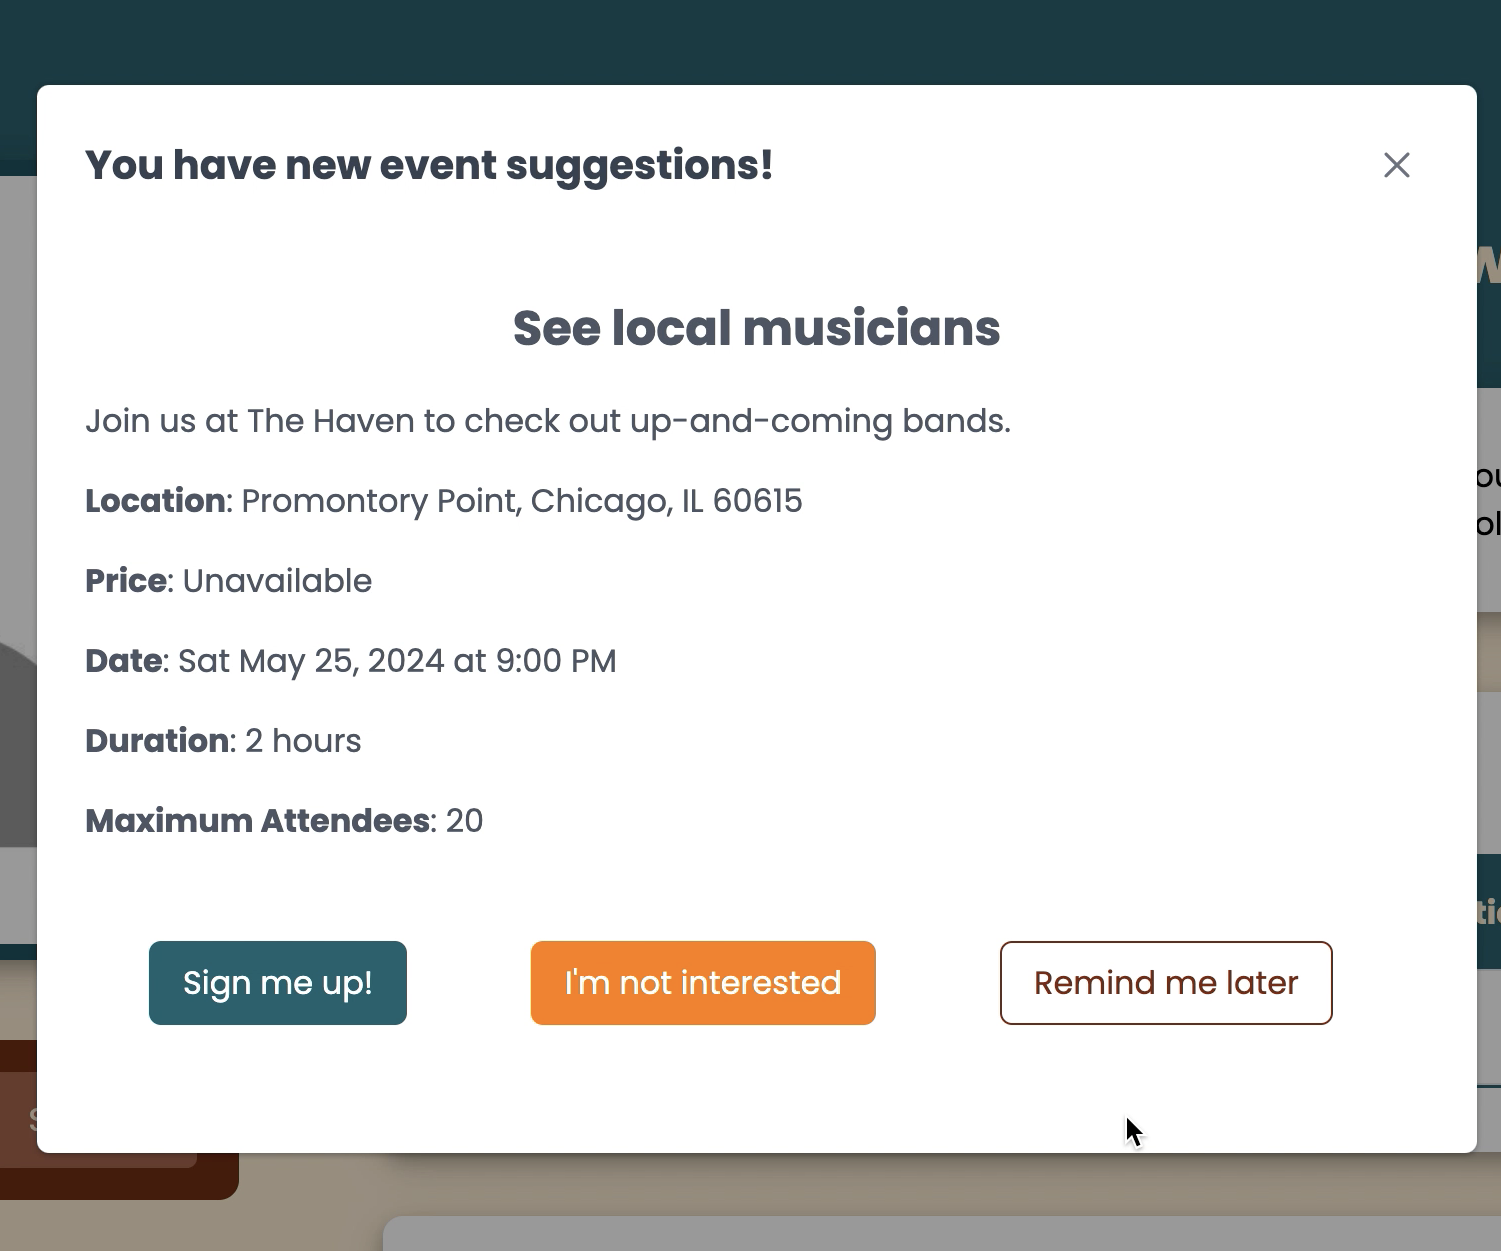 You have new event suggestions!
See local musicians
Join us at The Haven to check out up-and-coming bands.
Location: Promontory Point, Chicago, IL 60615
Price: Unavailable
Date: Sat May 25, 2024 at 9:00 PM
Duration: 2 hours
Maximum Attendees: 20
Sign me up!
I'm not interested
Remind me later